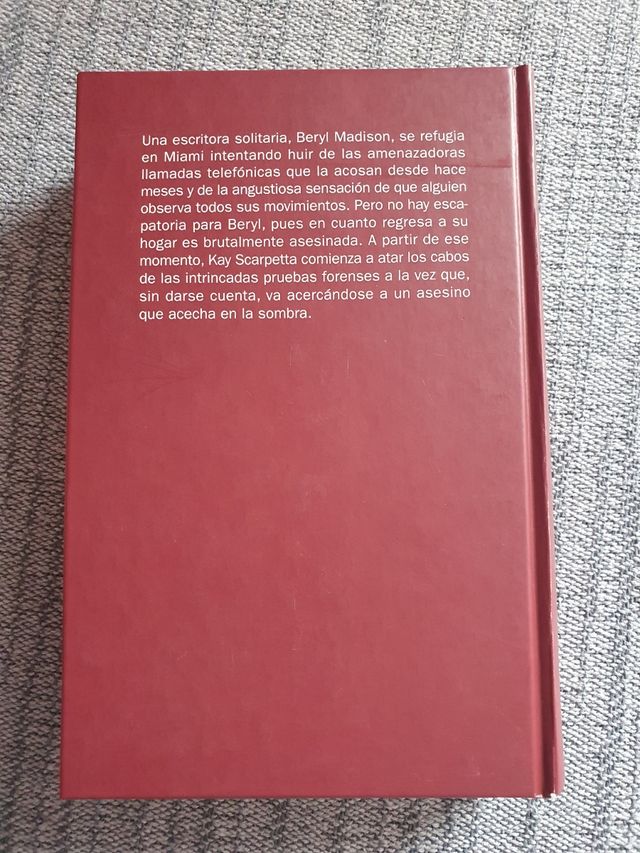 Una escritora solitaria, Beryl Madison, se refugia
en Miami intentando huir de las amenazadoras
llamadas telefónicas que la acosan desde hace
meses y de la angustiosa sensación de que alguien
observa todos sus movimientos. Pero no hay esca-
patoria para Beryl, pues en cuanto regresa a su
hogar es brutalmente asesinada. A partir de ese
momento, Kay Scarpetta comienza a atar los cabos
de las intrincadas pruebas forenses a la vez que,
sin darse cuenta, va acercándose a un asesino
que acecha en la sombra.